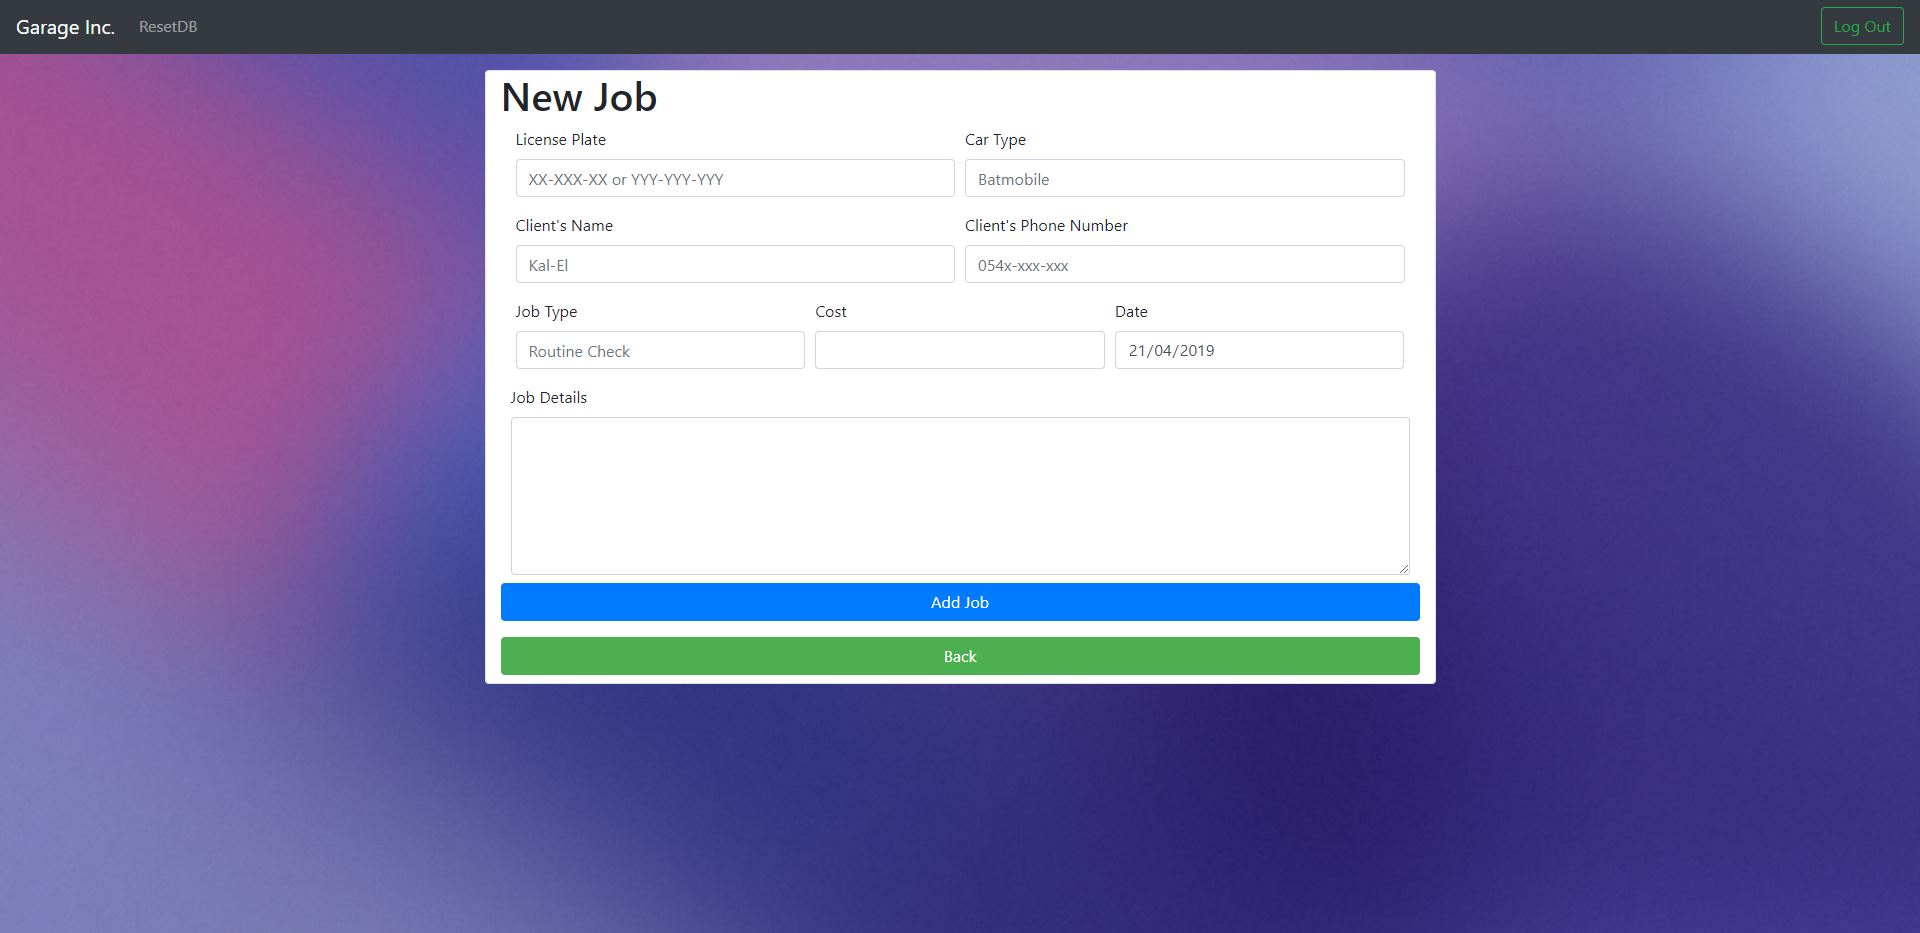 Garage Inc. ResetDB Log Out
New Job
License Plate Car Type
XX-XXX-XX or YYY-YYY-YYY Batmobile
Client's Name Client's Phone Number
Kal-El 054x-xxx-xxx
Job Type Cost Date
Routine Check 21/04/2019
Job Details
Add Job
Back